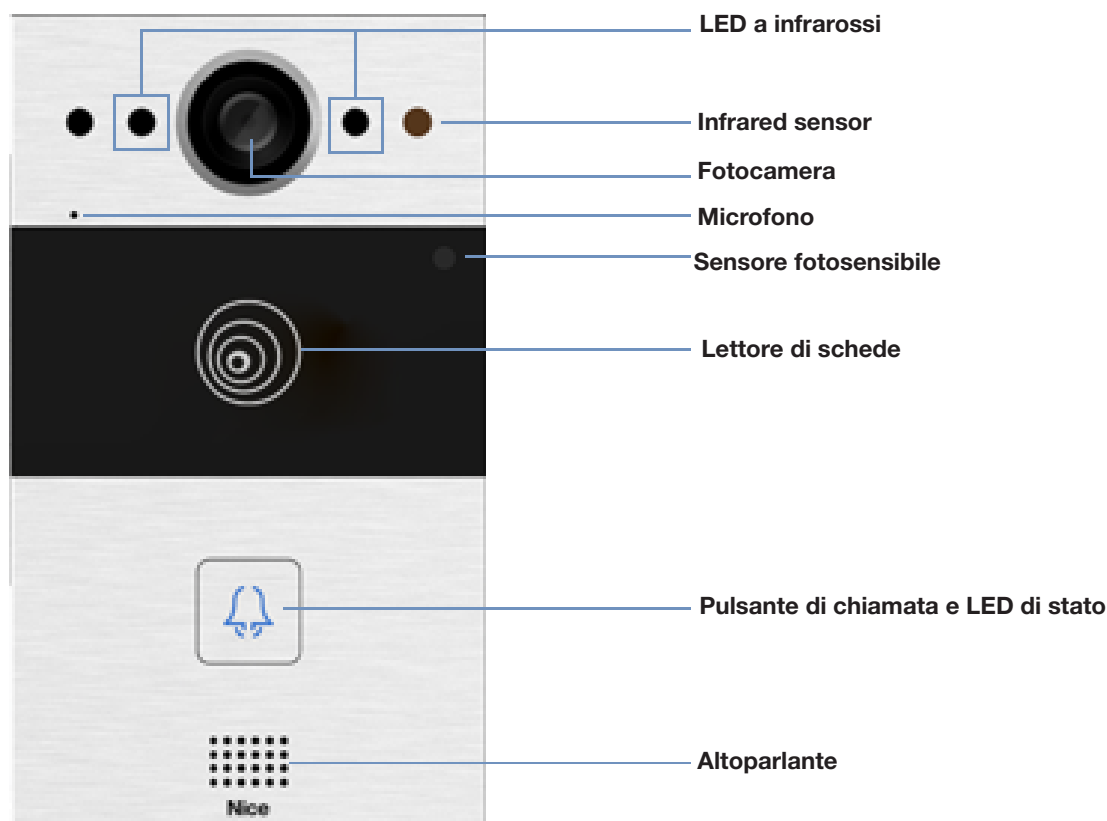 LED a infrarossi
Infrared sensor
Fotocamera
Microfono
Sensore fotosensibile
Lettore di schede
Pulsante di chiamata e LED di stato
Altoparlante
Nice